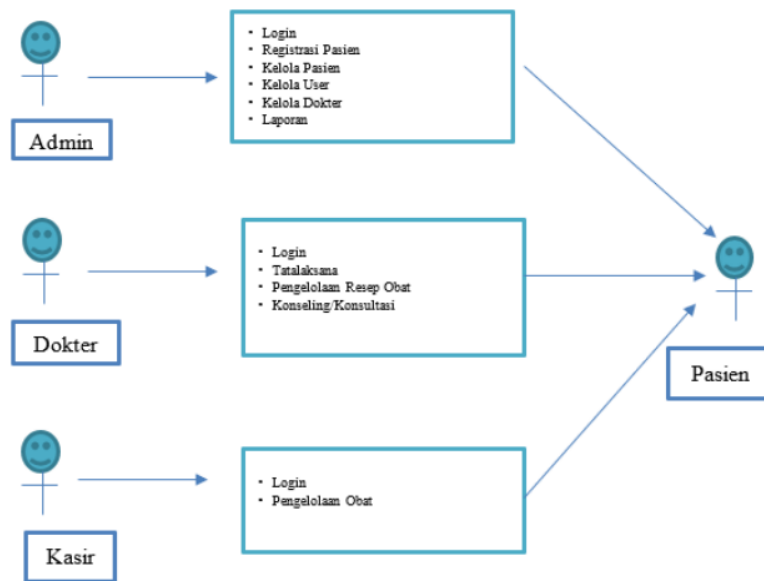 Login
Registrasi Pasien
Kelola Pasien
Kelola User
Kelola Dokter
Laporan
Admin
Login
Tatalaksana
Pengelolaan Resep Obat
Konseling/Konsultasi
Dokter
Pasien
Login
Pengelolaan Obat
Kasir